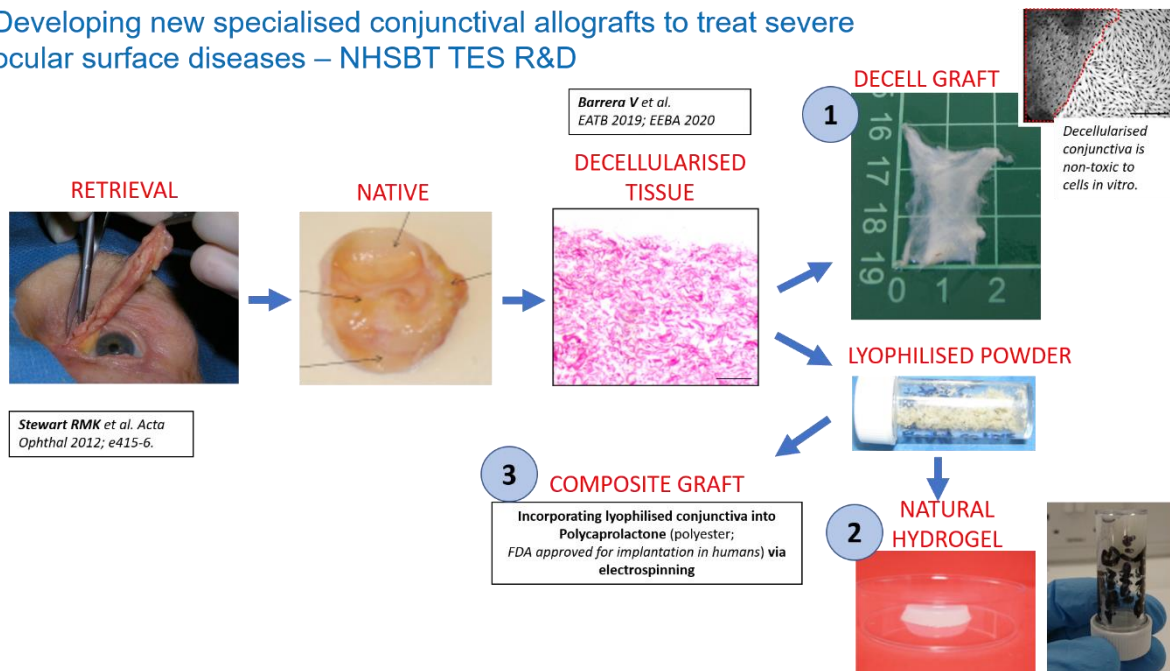 Developing new specialised conjunctival allografts to treat severe
ocular surface diseases – NHSBT TES R&D
Barrera V et al.
EATB 2019; EEBA 2020
1
DECELL GRAFT
Decellularised
conjunctiva is
non-toxic to
cells in vitro.
RETRIEVAL
NATIVE
DECELLULARISED
TISSUE
16
17
18
19
0 1 2
Stewart RMK et al. Acta
Ophthal 2012; e415-6.
LYOPHILISED POWDER
3
COMPOSITE GRAFT
Incorporating lyophilised conjunctiva into
Polycaprolactone (polyester;
FDA approved for implantation in humans) via
electrospinning
2
NATURAL
HYDROGEL